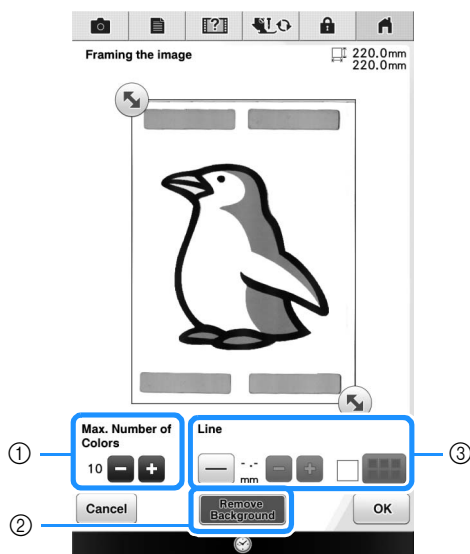 [?]
Framing the image
220.0mm
220.0mm
Max. Number of
Colors
10 - +
Line
-.-
mm - +
① ② ③
Cancel
Remove
Background
OK